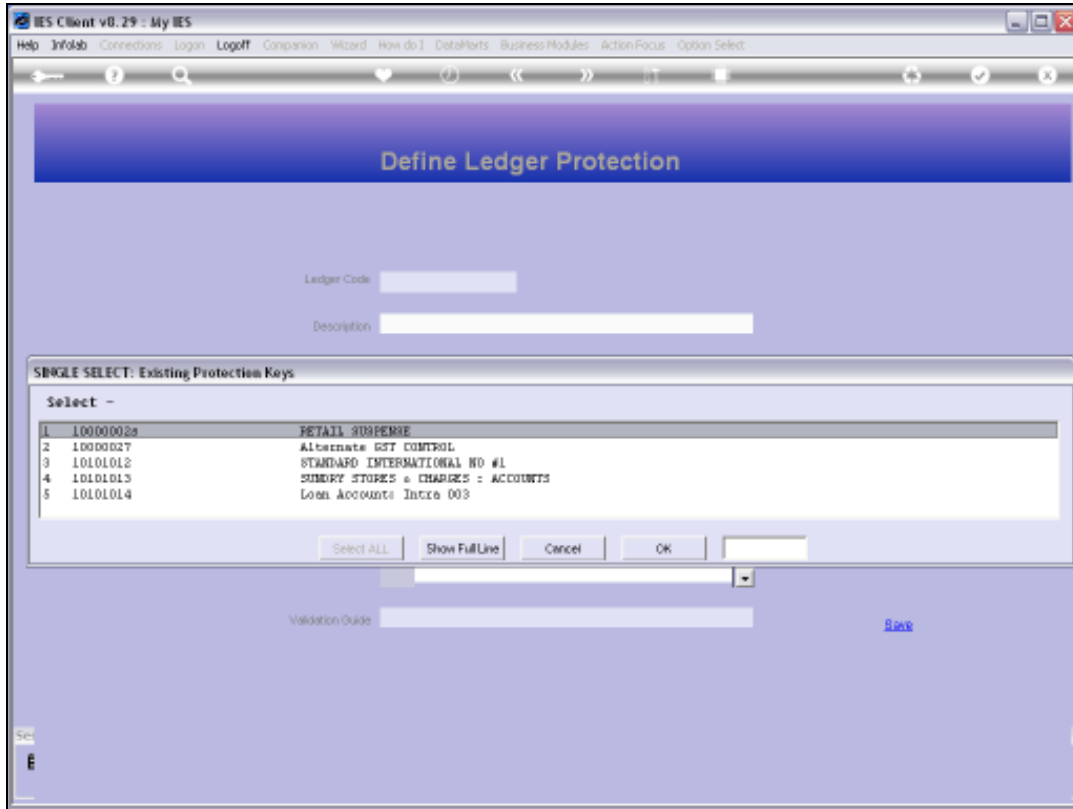 IES Client v8.29 : My IES
Help Infolab Connections Logon Logoff Companion Wizard How do I DataMarts Business Modules Action Focus Option Select
Define Ledger Protection
Ledger Code
Description
SINGLE SELECT: Existing Protection Keys
Select -
1 10000002s RETAIL SUSPENSE
2 10000027 Alternate GST CONTROL
3 10101012 STANDARD INTERNATIONAL NO #1
4 10101013 SUNDRY STORES & CHARGES : ACCOUNTS
5 10101014 Loan Accounts Intra 003
Select ALL Show Full Line Cancel OK
Validation Guide
Save
Se